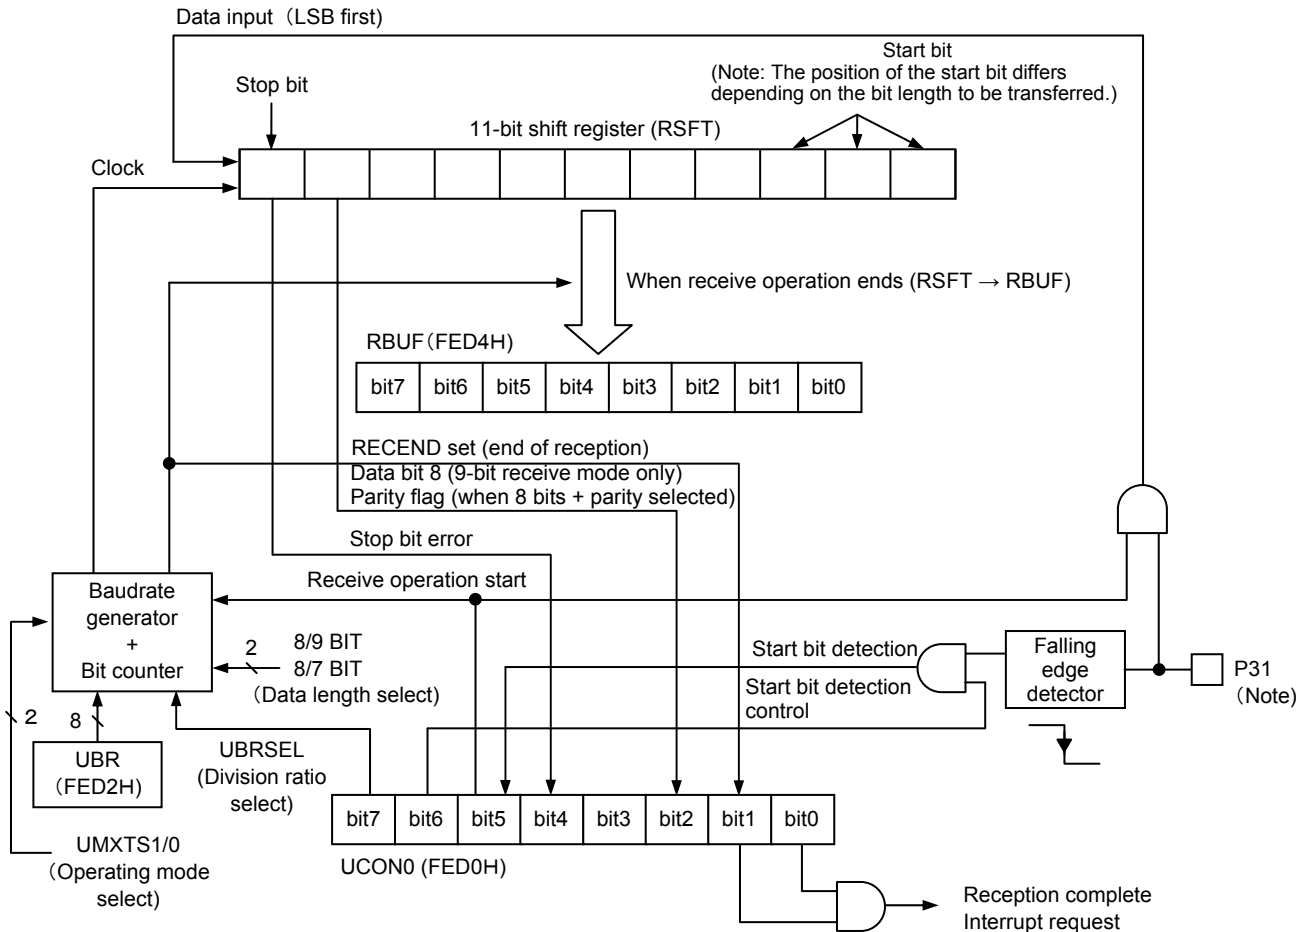 Data input（LSB first)
Start bit
(Note: The position of the start bit differs
depending on the bit length to be transferred.)
Stop bit
11-bit shift register (RSFT)
Clock
When receive operation ends (RSFT → RBUF)
RBUF（FED4H)
bit7 bit6 bit5 bit4 bit3 bit2 bit1 bit0
RECEND set (end of reception)
Data bit 8 (9-bit receive mode only)
Parity flag (when 8 bits + parity selected)
Stop bit error
Receive operation start
Baudrate
generator
+
Bit counter
2
8/9 BIT
8/7 BIT
（Data length select)
Start bit detection
Start bit detection
control
Falling
edge
detector
P31
（Note)
2
8
UBR
（FED2H)
UBRSEL
(Division ratio
select)
bit7 bit6 bit5 bit4 bit3 bit2 bit1 bit0
UCON0 (FED0H)
UMXTS1/0
（Operating mode
select)
Reception complete
Interrupt request